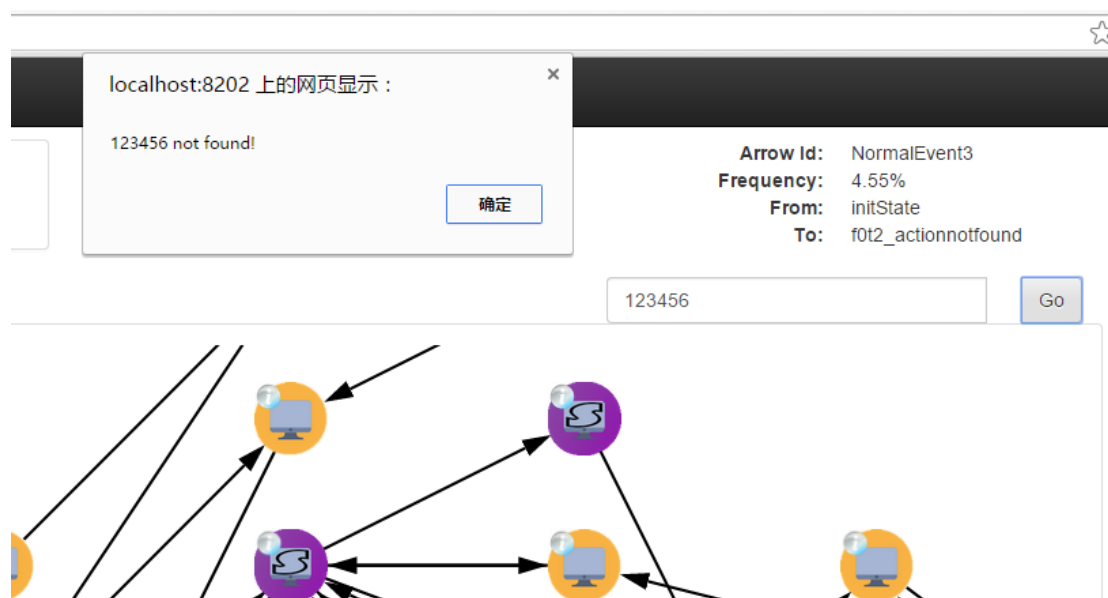 localhost:8202 上的网页显示：
×
123456 not found!
确定
Arrow Id: NormalEvent3
Frequency: 4.55%
From: initState
To: f0t2_actionnotfound
123456
Go